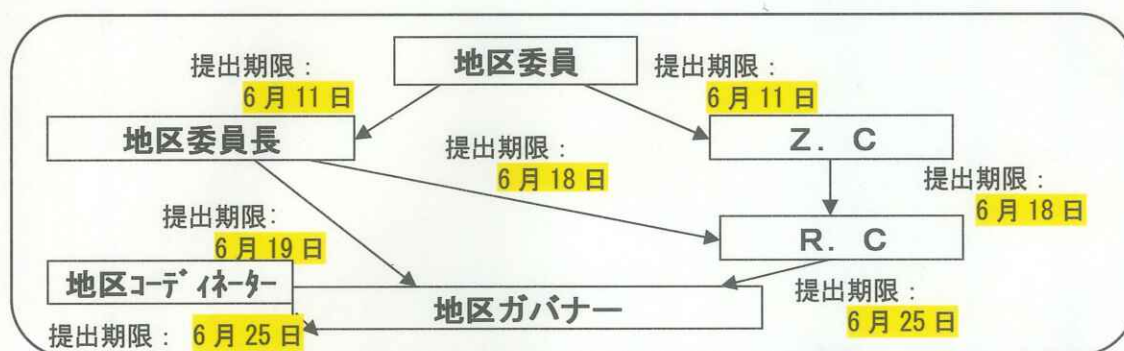 地区委員
提出期限：
6月11日
提出期限：
6月11日
地区委員長
Z．C
提出期限：
6月18日
提出期限：
6月18日
提出期限：
6月19日
R．C
地区ｺｰﾃﾞｨﾈｰﾀｰ
地区ガバナー
提出期限：
6月25日
提出期限： 6月25日